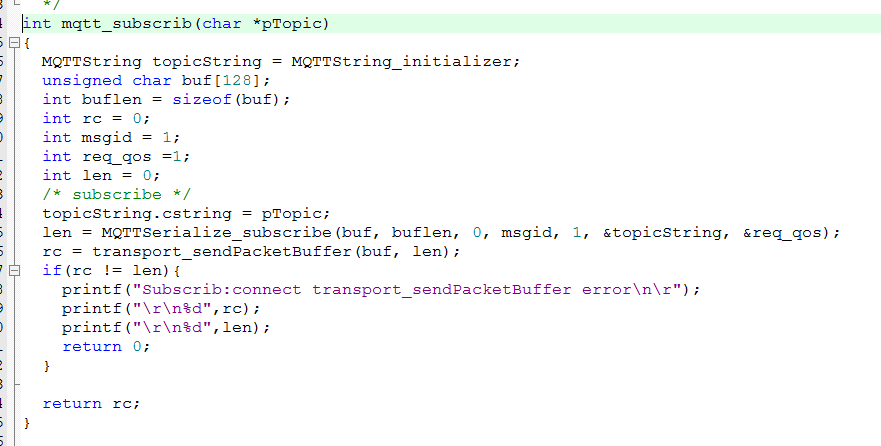 */
int mqtt_subscrib(char *pTopic)
{
MQTTString topicString = MQTTString_initializer;
unsigned char buf[128];
int buflen = sizeof(buf);
int rc = 0;
int msgid = 1;
int req_qos =1;
int len = 0;
/* subscribe */
topicString.cstring = pTopic;
len = MQTTSerialize_subscribe(buf, buflen, 0, msgid, 1, &topicString, &req_qos);
rc = transport_sendPacketBuffer(buf, len);
if(rc != len){
printf("Subscrib:connect transport_sendPacketBuffer error\n\r");
printf("\r\n%d",rc);
printf("\r\n%d",len);
return 0;
}
return rc;
}